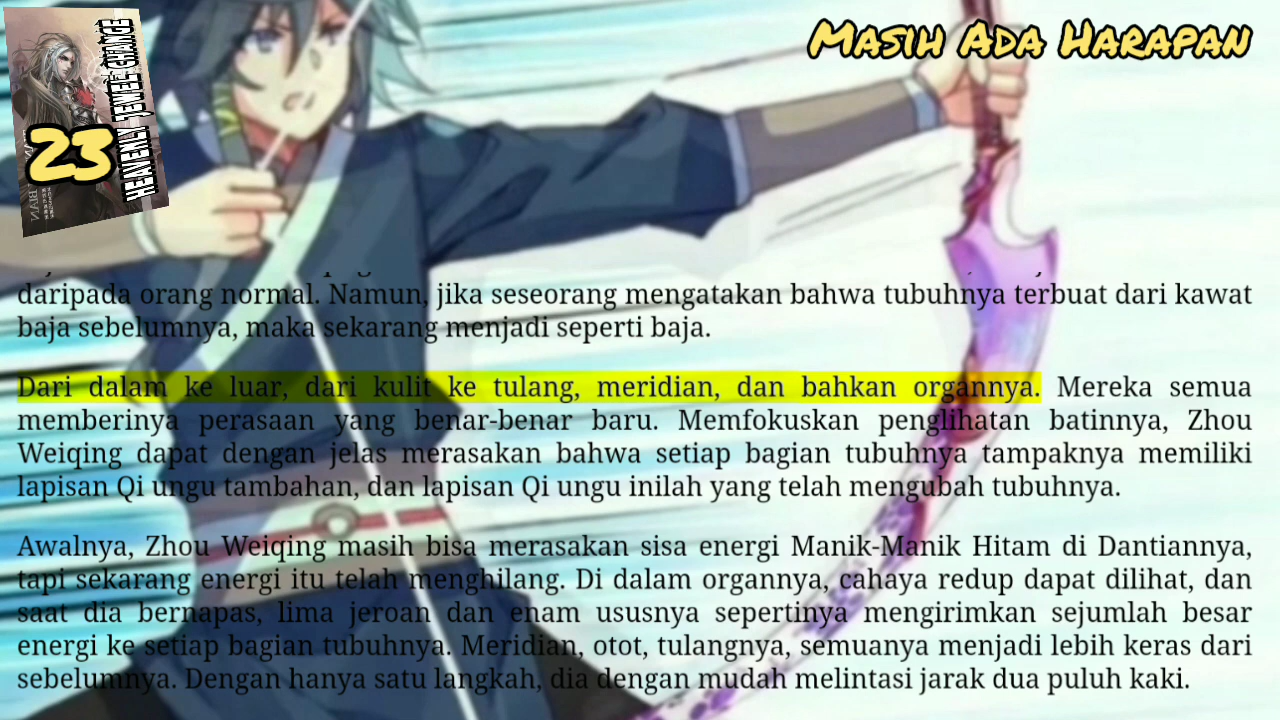 Masih Ada Harapan
23
HEAVENLY JEWEL CHANGE
daripada orang normal. Namun, jika seseorang mengatakan bahwa tubuhnya terbuat dari kawat
baja sebelumnya, maka sekarang menjadi seperti baja.
Dari dalam ke luar, dari kulit ke tulang, meridian, dan bahkan organnya. Mereka semua
memberinya perasaan yang benar-benar baru. Memfokuskan penglihatan batinnya, Zhou
Weiqing dapat dengan jelas merasakan bahwa setiap bagian tubuhnya tampaknya memiliki
lapisan Qi ungu tambahan, dan lapisan Qi ungu inilah yang telah mengubah tubuhnya.
Awalnya, Zhou Weiqing masih bisa merasakan sisa energi Manik-Manik Hitam di Dantiannya,
tapi sekarang energi itu telah menghilang. Di dalam organnya, cahaya redup dapat dilihat, dan
saat dia bernapas, lima jeroan dan enam ususnya sepertinya mengirimkan sejumlah besar
energi ke setiap bagian tubuhnya. Meridian, otot, tulangnya, semuanya menjadi lebih keras dari
sebelumnya. Dengan hanya satu langkah, dia dengan mudah melintasi jarak dua puluh kaki.